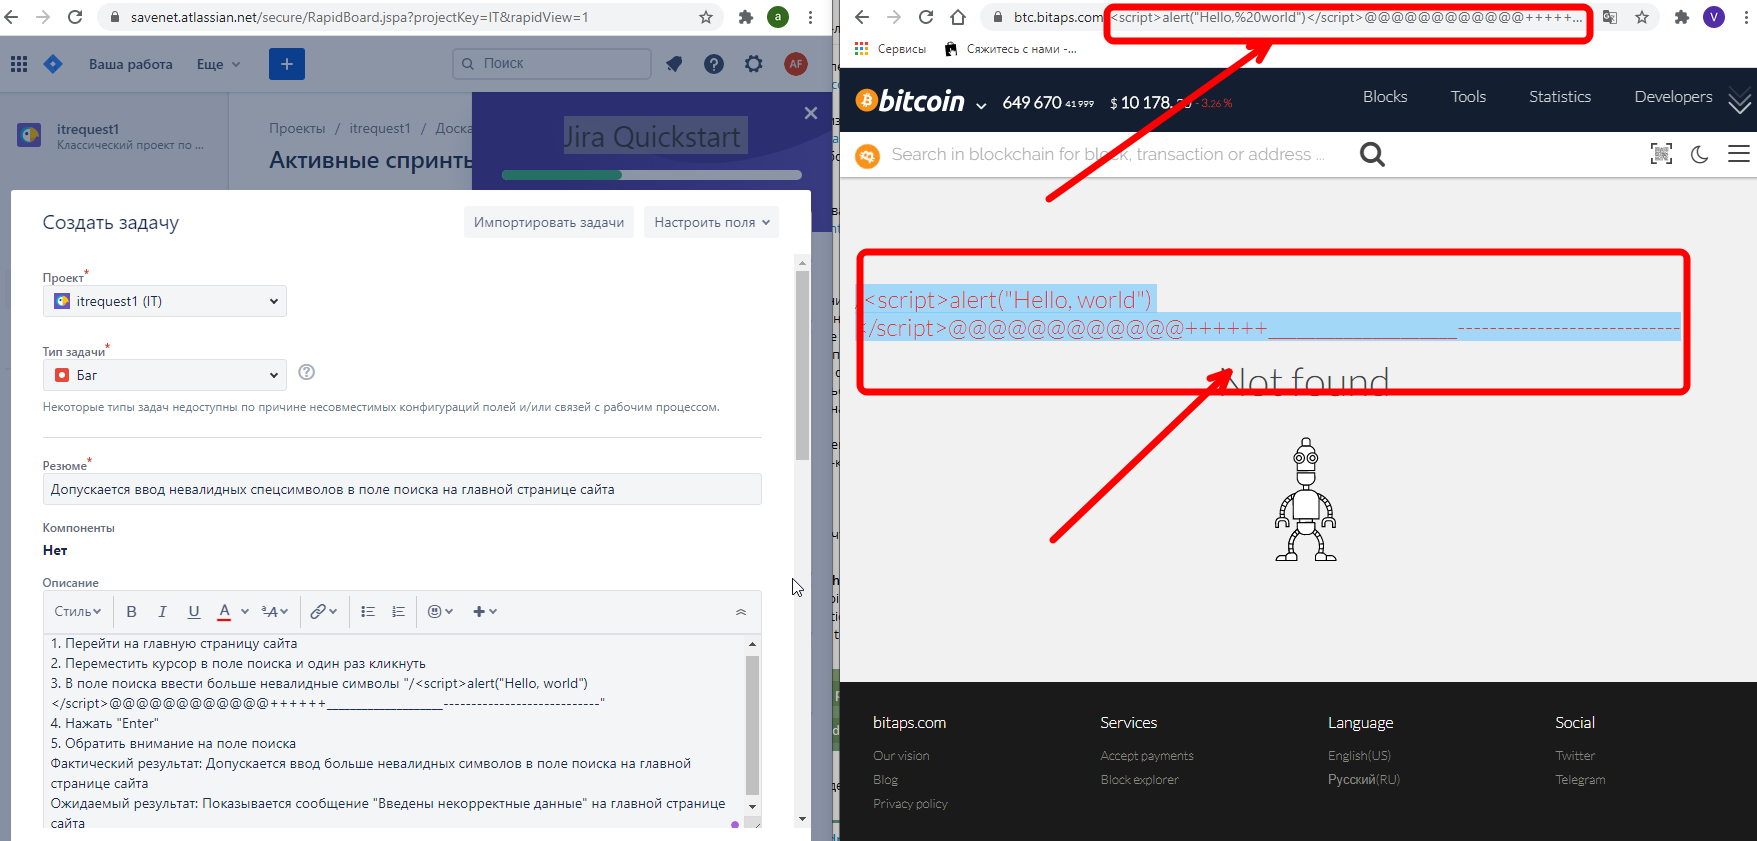 savenet.atlassian.net/secure/RapidBoard.jspa?projectKey=IT&rapidView=1
a
Ваша работа
Еще
Поиск
AF
itrequest1
Классический проект по ...
Проекты / itrequest1 / Доска
Активные спринты
Jira Quickstart
Создать задачу
Импортировать задачи
Настроить поля
Проект*
itrequest1 (IT)
Тип задачи*
Баг
Некоторые типы задач недоступны по причине несовместимых конфигураций полей и/или связей с рабочим процессом.
Резюме*
Допускается ввод невалидных спецсимволов в поле поиска на главной странице сайта
Компоненты
Нет
Описание
Стиль
B I U A
1. Перейти на главную страницу сайта
2. Переместить курсор в поле поиска и один раз кликнуть
3. В поле поиска ввести больше невалидные символы "/<script>alert("Hello, world")
</script>@@@@@@@@@@@@++++++____________________----------------------------"
4. Нажать "Enter"
5. Обратить внимание на поле поиска
Фактический результат: Допускается ввод больше невалидных символов в поле поиска на главной
странице сайта
Ожидаемый результат: Показывается сообщение "Введены некорректные данные" на главной странице
сайта
btc.bitaps.com/<script>alert("Hello,%20world")</script>@@@@@@@@@@@@+++++...
V
Сервисы
Сяжитесь с нами -...
bitcoin
649 670 41 999
$ 10 178. - 3.26 %
Blocks
Tools
Statistics
Developers
Search in blockchain for block, transaction or address ...
/<script>alert("Hello, world")
</script>@@@@@@@@@@@@++++++____________________----------------------------
Not found
bitaps.com
Our vision
Blog
Privacy policy
Services
Accept payments
Block explorer
Language
English(US)
Русский(RU)
Social
Twitter
Telegram